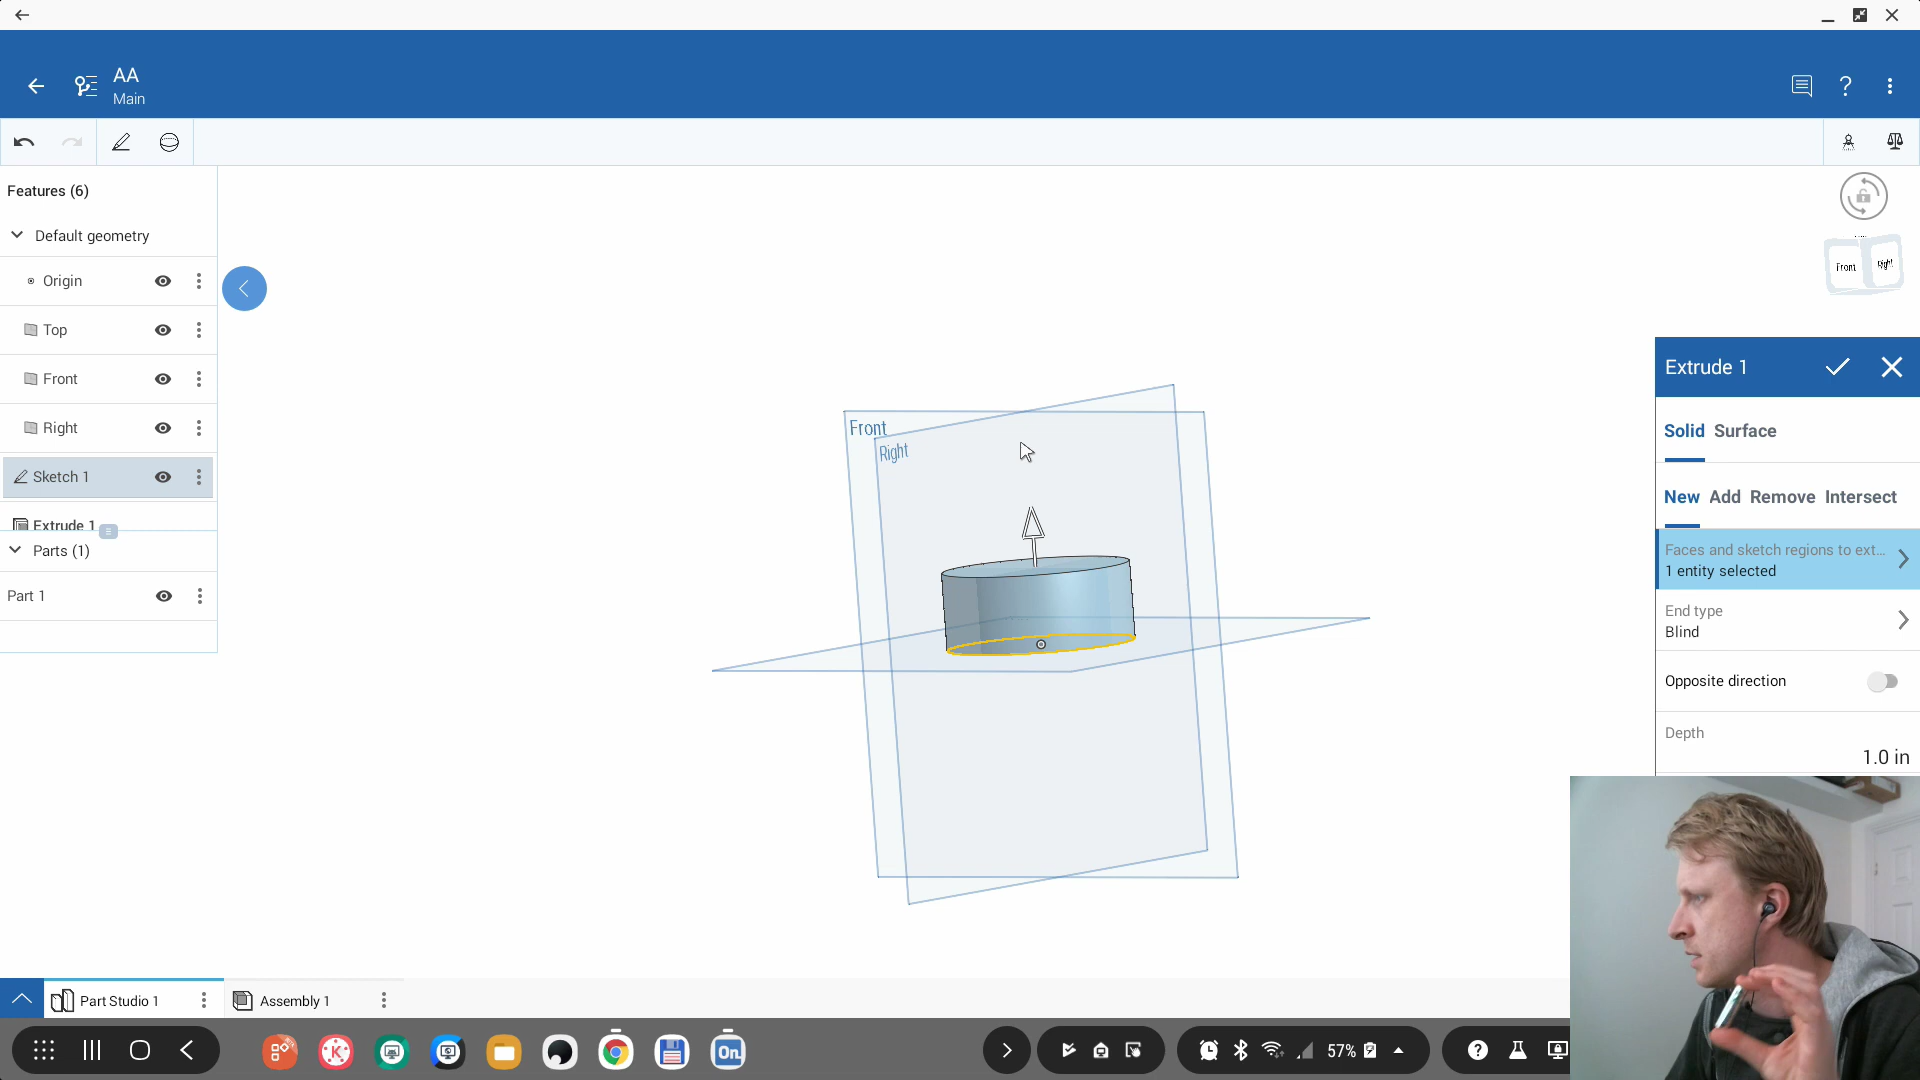 AA
Main
Features (6)
Default geometry
Origin
Top
Front
Right
Sketch 1
Extrude 1
Parts (1)
Part 1
Front
Right
Front
Right
Extrude 1
Solid Surface
New Add Remove Intersect
Faces and sketch regions to ext...
1 entity selected
End type
Blind
Opposite direction
Depth
1.0 in
Part Studio 1
Assembly 1
K
On
57%